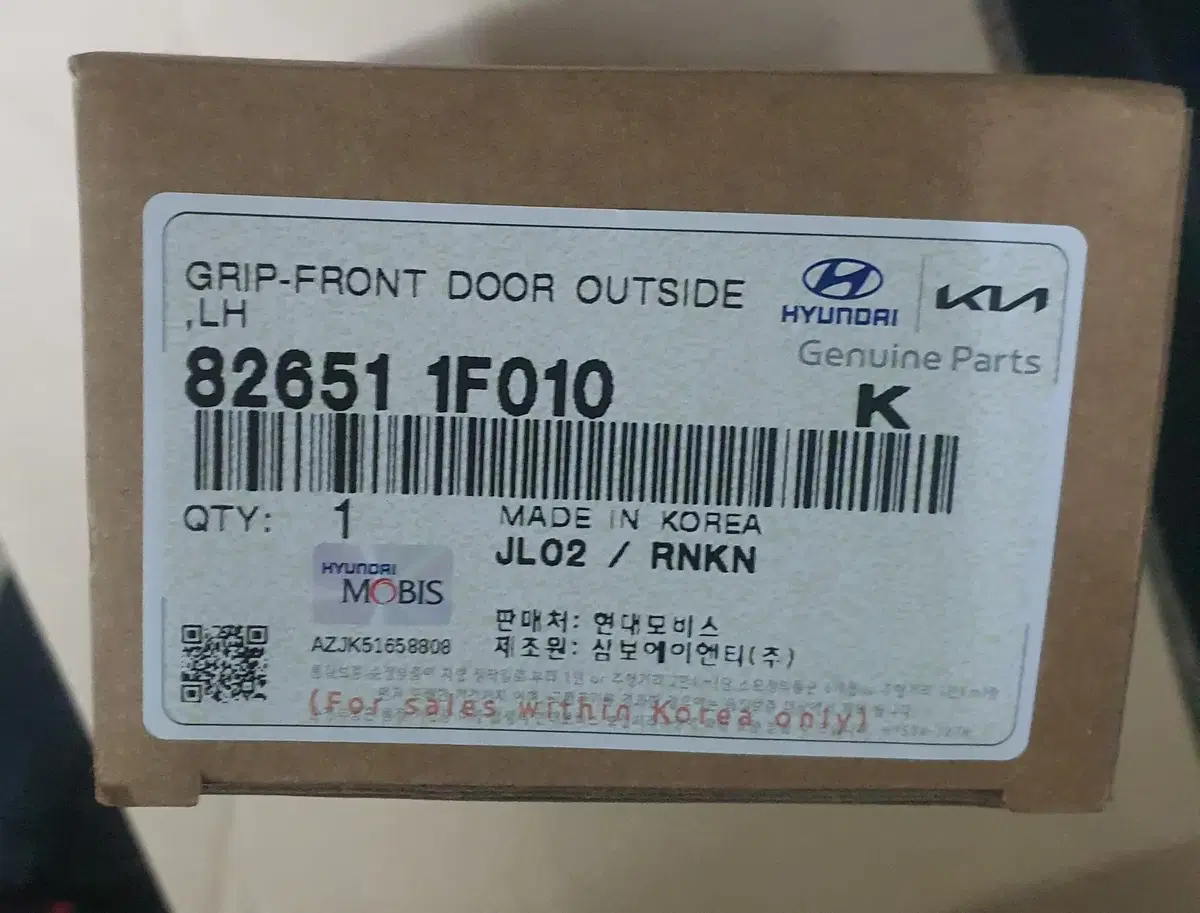 GRIP-FRONT DOOR OUTSIDE
,LH
HYUNDAI
KIA
Genuine Parts
82651 1F010
K
QTY: 1
MADE IN KOREA
JL02 / RNKN
HYUNDAI
MOBIS
AZJK51658808
판매처: 현대모비스
제조원: 심보에이앤티(주)
(For sales within Korea only)